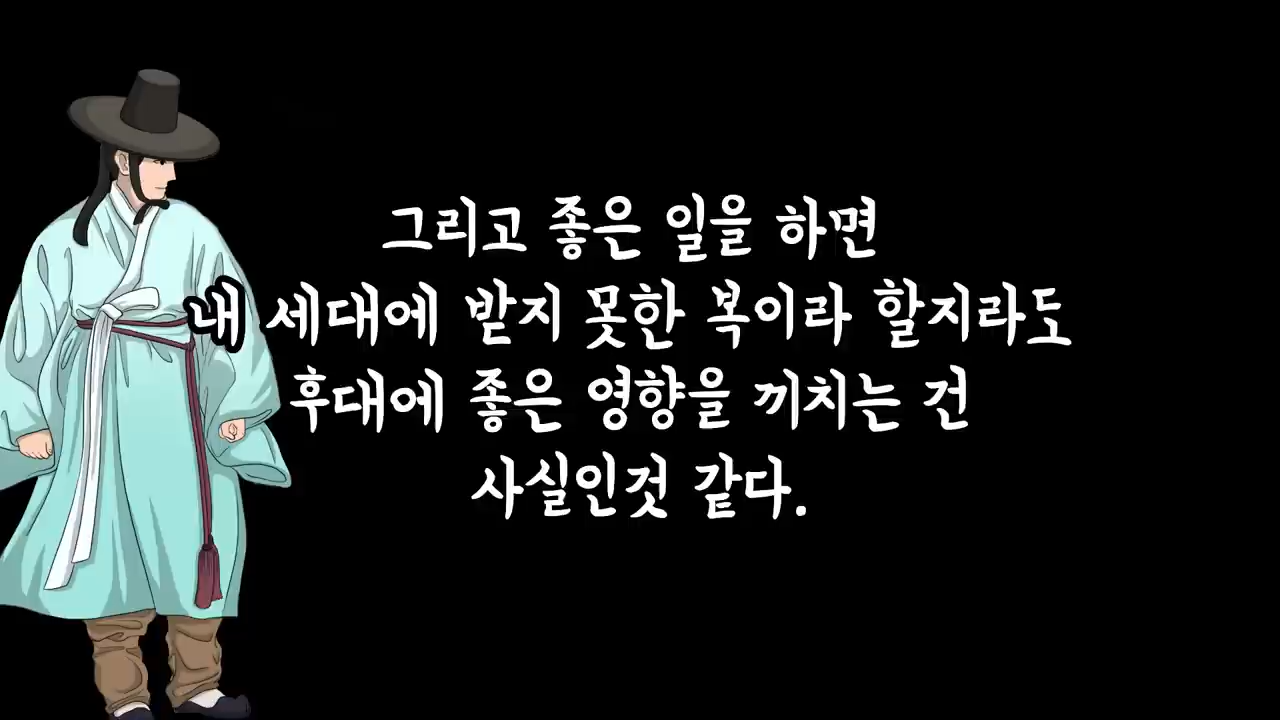 그리고 좋은 일을 하면
내 세대에 받지 못한 복이라 할지라도
후대에 좋은 영향을 끼치는 건
사실인것 같다.